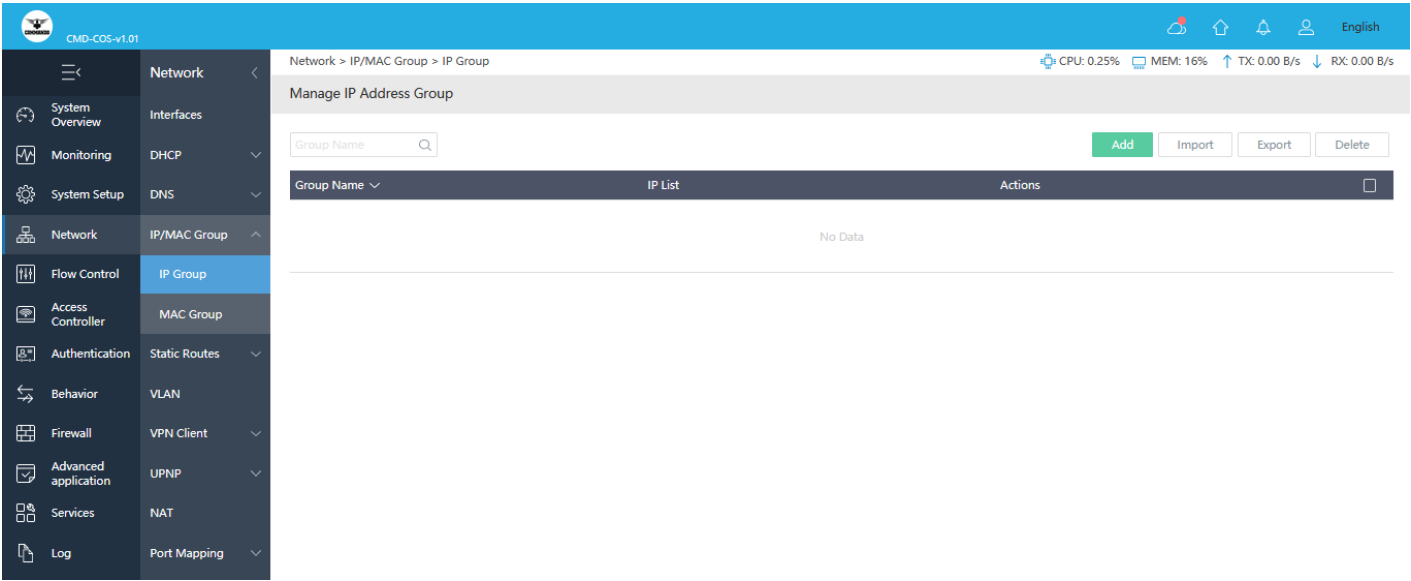 COMMANDO
CMD-COS-v1.01
English
Network
Network > IP/MAC Group > IP Group
CPU: 0.25% MEM: 16% TX: 0.00 B/s RX: 0.00 B/s
Manage IP Address Group
System
Overview
Monitoring
System Setup
Network
Flow Control
Access
Controller
Authentication
Behavior
Firewall
Advanced
application
Services
Log
Interfaces
DHCP
DNS
IP/MAC Group
IP Group
MAC Group
Static Routes
VLAN
VPN Client
UPNP
NAT
Port Mapping
Group Name
Add Import Export Delete
Group Name IP List Actions
No Data